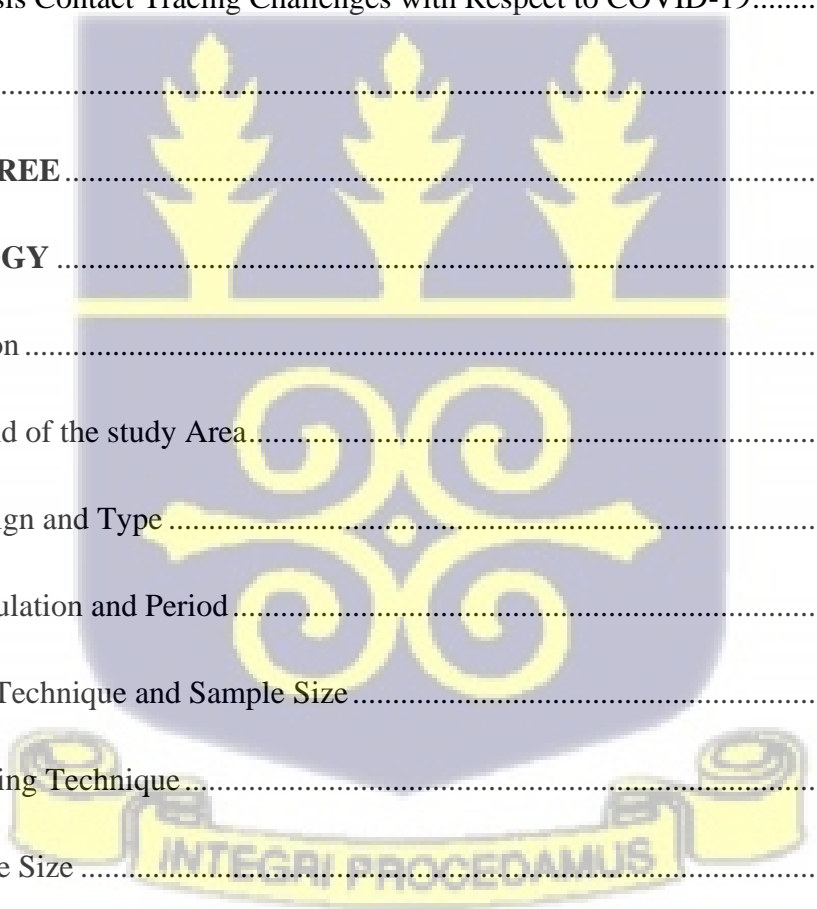 sis Contact Tracing Challenges with Respect to COVID-19........
....................................................................
REE....................................................................
GY ....................................................................
on ....................................................................
d of the study Area....................................................
ign and Type ....................................................................
ulation and Period....................................................................
Technique and Sample Size....................................................
ing Technique....................................................................
e Size ....................................................................
INTEGRI PROCEDAMUS